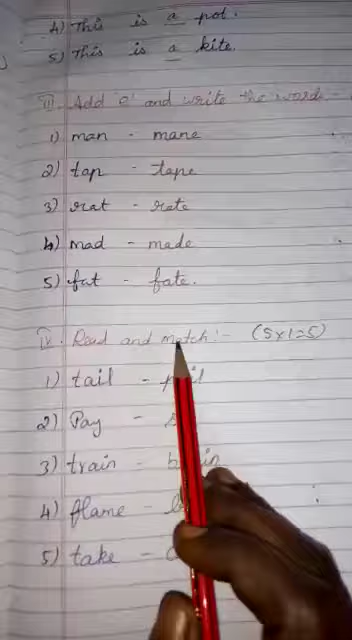 4) This is a pot.
5) This is a kite.
III. Add 'e' and write the words -
1) man - mane
2) tap - tape
3) rat - rate
4) mad - made
5) fat - fate.
IV. Read and match:- (5x1=5)
1) tail -
2) Pay -
3) train -
4) flame -
5) take -